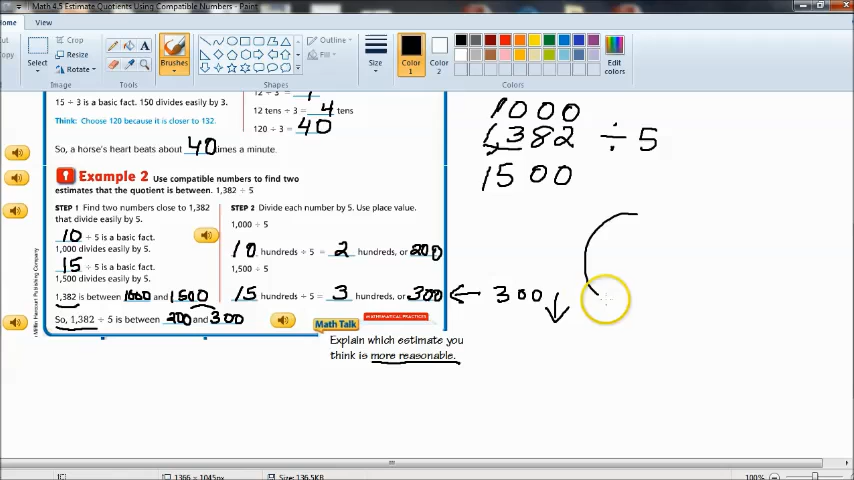 Math 4.5 Estimate Quotients Using Compatible Numbers - Paint
Home View
Select
Crop
Resize
Rotate
Image
Tools
Brushes
Shapes
Outline
Fill
Size
Color 1
Color 2
Colors
Edit colors
15 ÷ 3 is a basic fact. 150 divides easily by 3.
Think: Choose 120 because it is closer to 132.
12 tens ÷ 3 = 4 tens
120 ÷ 3 = 40
So, a horse's heart beats about 40 times a minute.
Example 2 Use compatible numbers to find two
estimates that the quotient is between. 1,382 ÷ 5
STEP 1 Find two numbers close to 1,382
that divide easily by 5.
10 ÷ 5 is a basic fact.
1,000 divides easily by 5.
15 ÷ 5 is a basic fact.
1,500 divides easily by 5.
1,382 is between 1000 and 1500
So, 1,382 ÷ 5 is between 200 and 300
STEP 2 Divide each number by 5. Use place value.
1,000 ÷ 5
10 hundreds ÷ 5 = 2 hundreds, or 200
1,500 ÷ 5
15 hundreds ÷ 5 = 3 hundreds, or 300
Math Talk MATHEMATICAL PRACTICES
Explain which estimate you
think is more reasonable.
1000
1,382 ÷ 5
1500
300
1366 × 1045px
Size: 136.5KB
100%